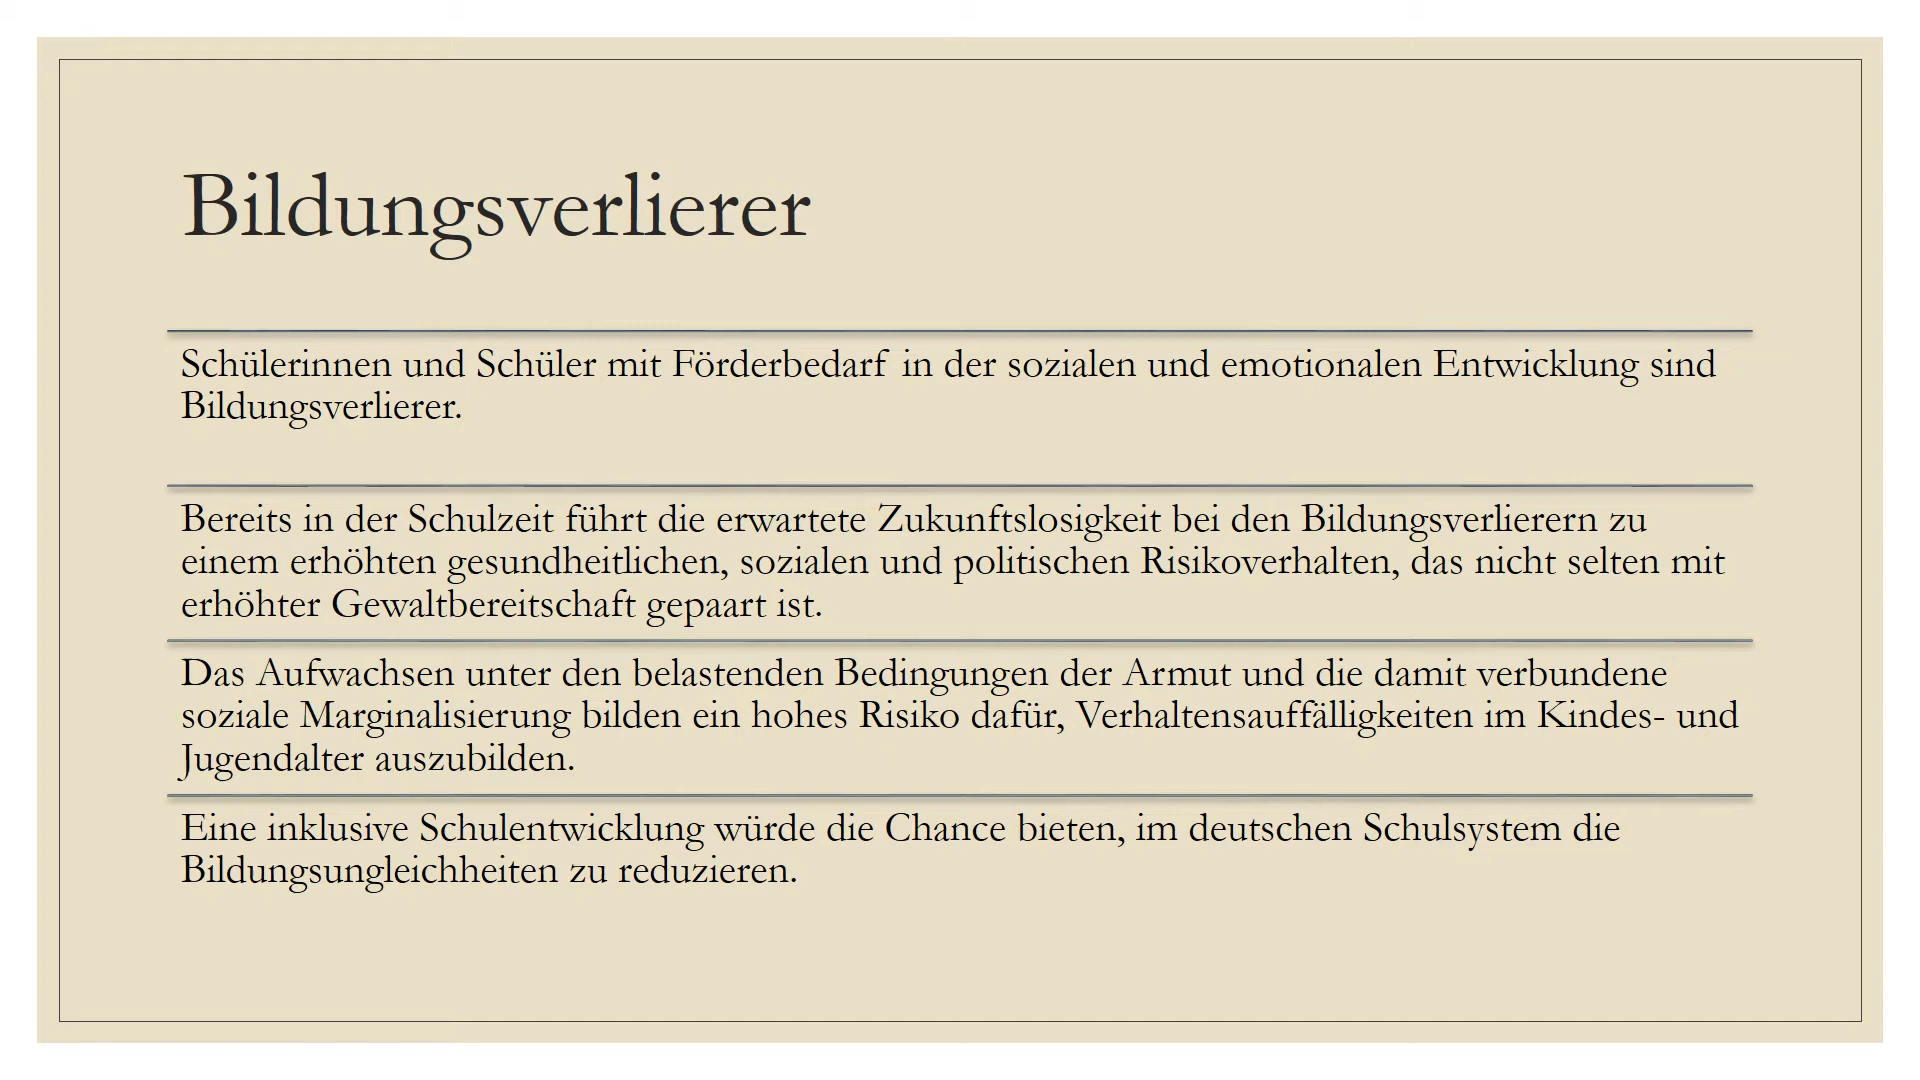 Bildungsverlierer
Schülerinnen und Schüler mit Förderbedarf in der sozialen und emotionalen Entwicklung sind
Bildungsverlierer.
Bereits in der Schulzeit führt die erwartete Zukunftslosigkeit bei den Bildungsverlierern zu
einem erhöhten gesundheitlichen, sozialen und politischen Risikoverhalten, das nicht selten mit
erhöhter Gewaltbereitschaft gepaart ist.
Das Aufwachsen unter den belastenden Bedingungen der Armut und die damit verbundene
soziale Marginalisierung bilden ein hohes Risiko dafür, Verhaltensauffälligkeiten im Kindes- und
Jugendalter auszubilden.
Eine inklusive Schulentwicklung würde die Chance bieten, im deutschen Schulsystem die
Bildungsungleichheiten zu reduzieren.